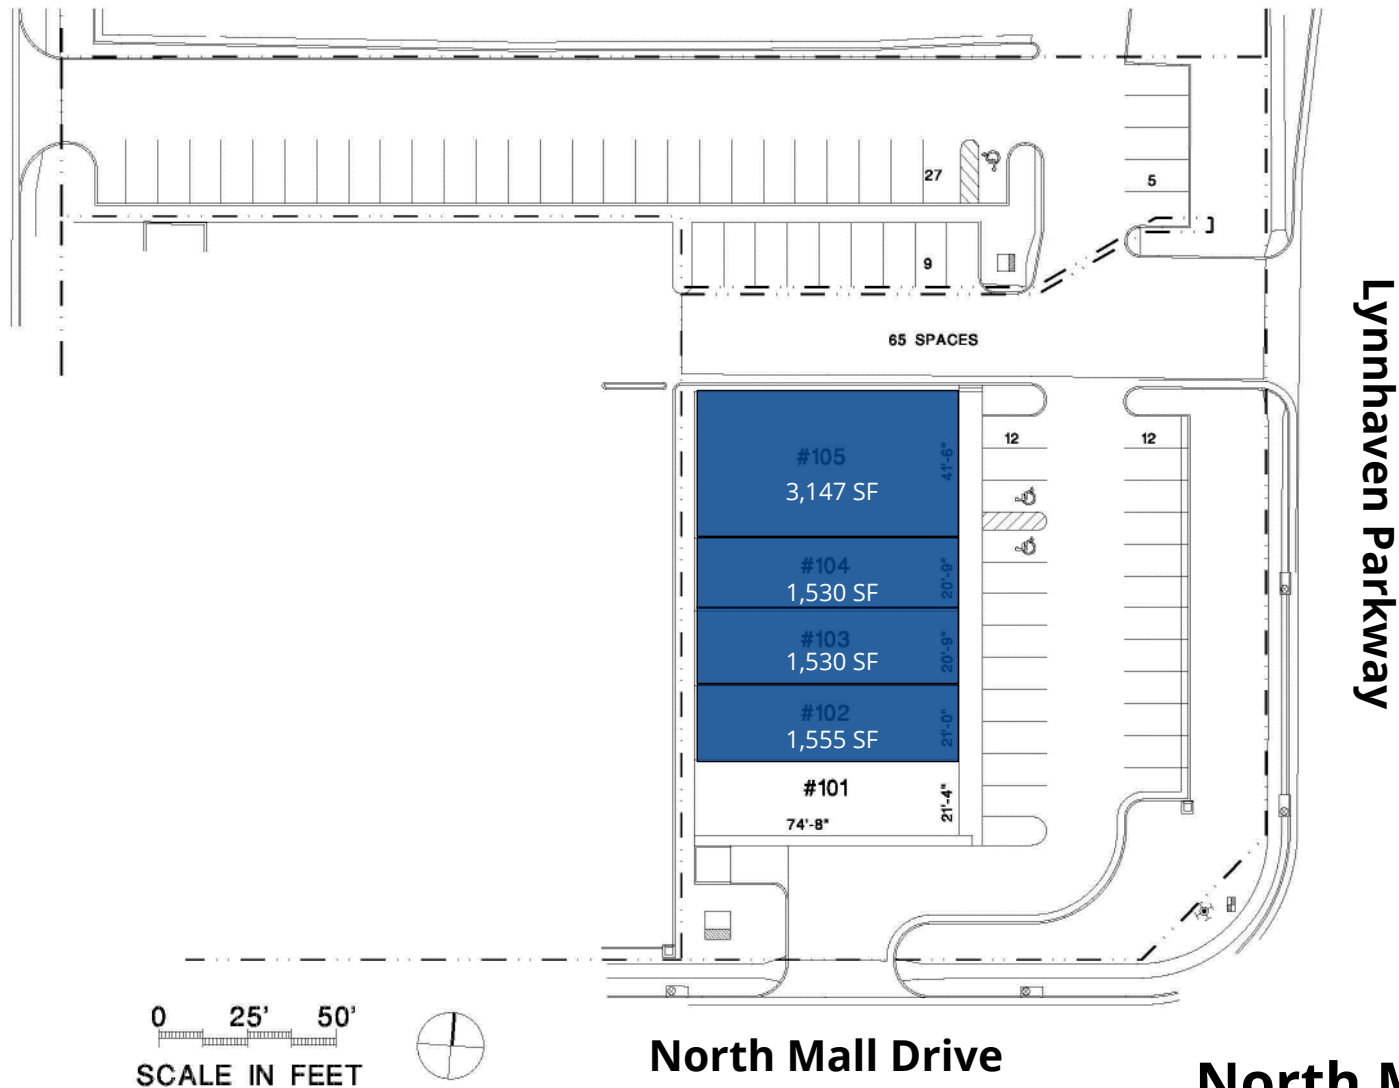 27
5
9
65 SPACES
12
12
#105
41'-6"
3,147 SF
#104
20'-9"
1,530 SF
#103
20'-9"
1,530 SF
#102
21'-0"
1,555 SF
#101
21'-4"
74'-8"
Lynnhaven Parkway
0 25' 50'
SCALE IN FEET
North Mall Drive
North M